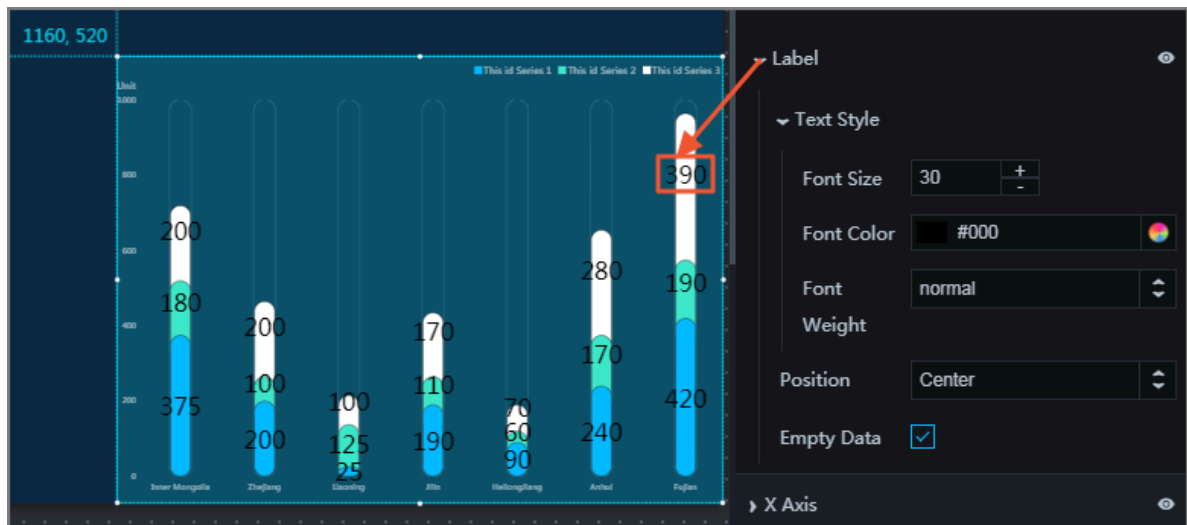 1160, 520
This id Series 1 This id Series 2 This id Series 3
Unit
1000
800
600
400
200
0
200
180
375
200
100
200
100
125
25
170
110
190
70
60
90
280
170
240
390
190
420
Inner Mongolia Zhejiang Liaoning Jilin Heilongjiang Anhui Fujian
Label
Text Style
Font Size 30 + -
Font Color #000
Font Weight normal
Position Center
Empty Data
X Axis